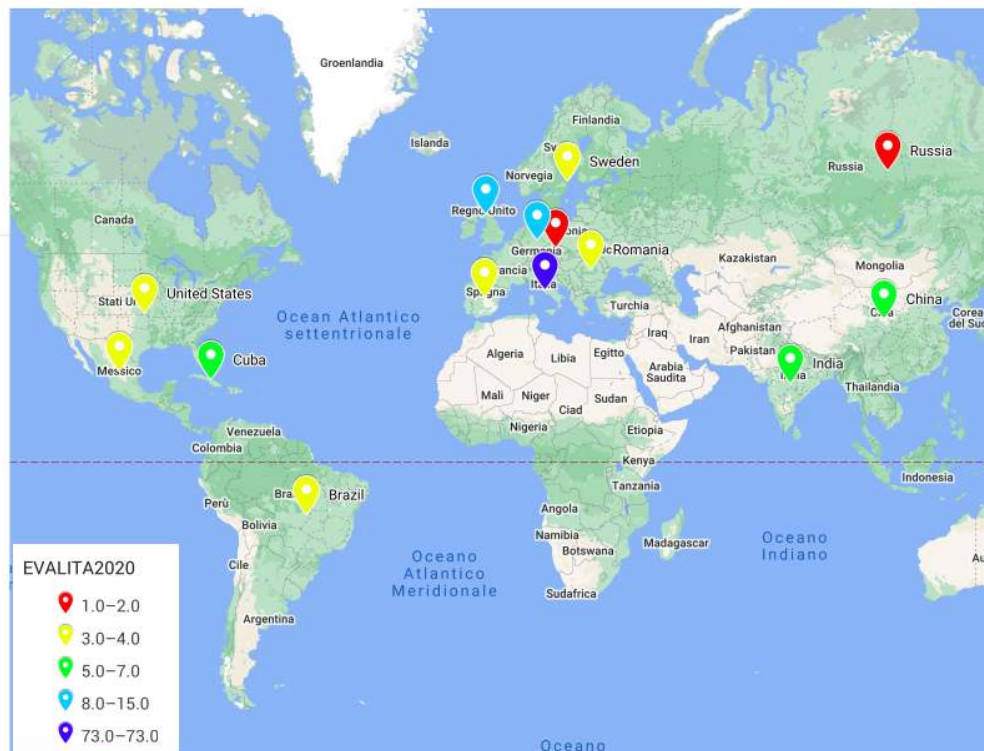 Groenlandia
Islanda
Finlandia
Sweden
Norvegia
Russia
Russia
Regno Unito
Canada
Germania
Romania
Francia
Kazakistan
Mongolia
Italia
Spagna
Stati U
United States
China
Turchia
Corea
del Sud
Ocean Atlantico
settentrionale
Iraq
Iran
Afghanistan
Pakistan
Algeria
Libia
Egitto
Arabia
Saudita
Messico
Cuba
India
India
Thailandia
Mali
Niger
Sudan
Ciad
Nigeria
Etiopia
Venezuela
Colombia
Kenya
Indonesia
Tanzania
Perù
Bras
Brazil
Bolivia
Angola
Namibia
Botswana
Madagascar
Oceano
Indiano
Oceano
Atlantico
Meridionale
Cile
Sudafrica
Argentina
Au
EVALITA2020
1.0–2.0
3.0–4.0
5.0–7.0
8.0–15.0
73.0–73.0
Oceano